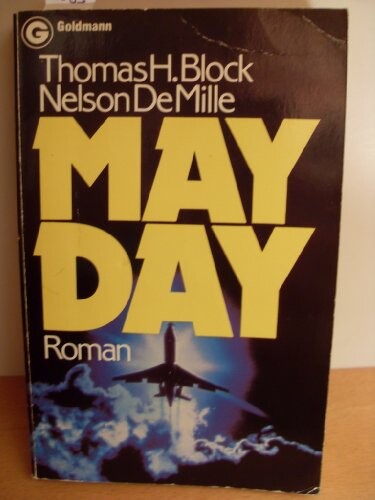 G Goldmann
Thomas H. Block
Nelson De Mille
MAY
DAY
Roman